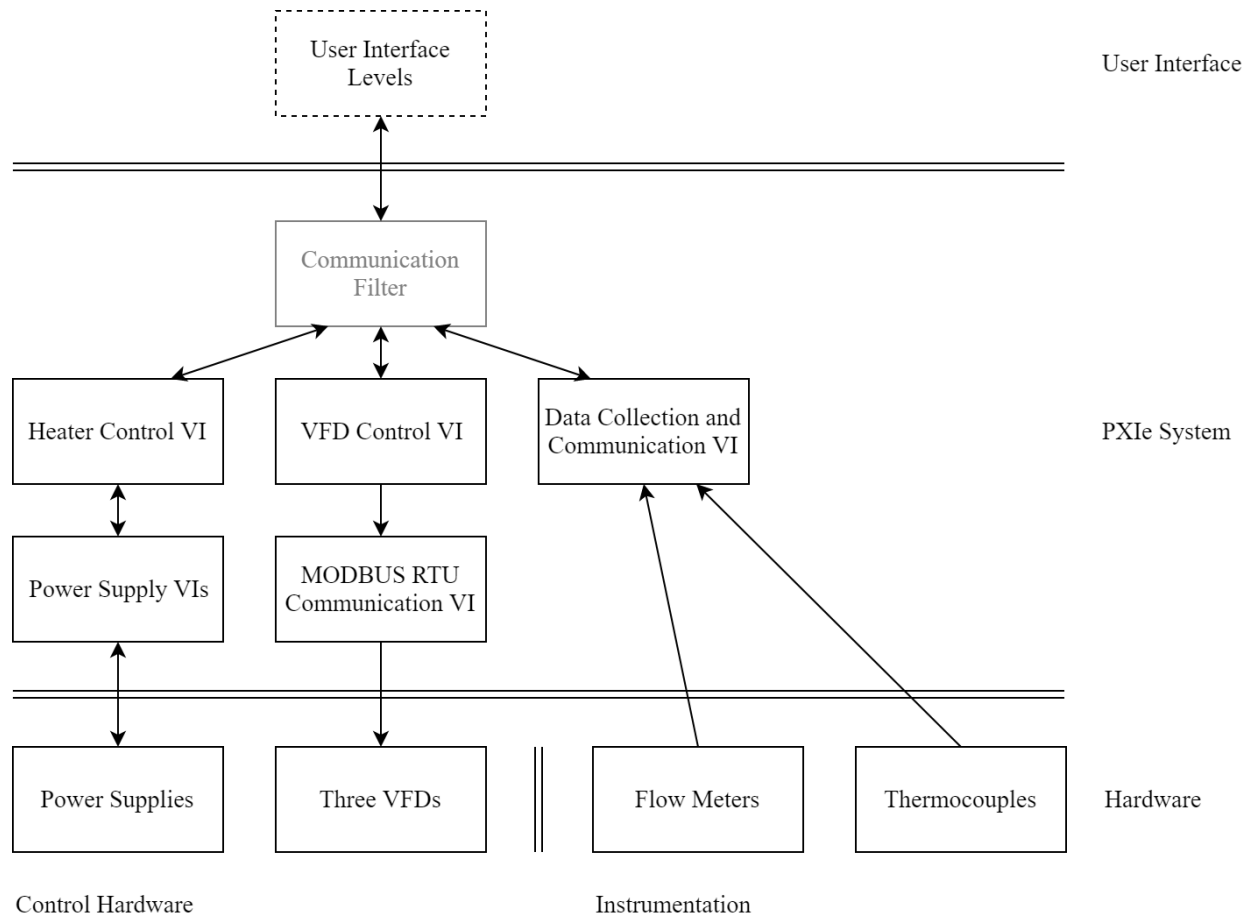 User Interface
Levels
User Interface
Communication
Filter
Heater Control VI
VFD Control VI
Data Collection and
Communication VI
PXIe System
Power Supply VIs
MODBUS RTU
Communication VI
Power Supplies
Three VFDs
Flow Meters
Thermocouples
Hardware
Control Hardware
Instrumentation